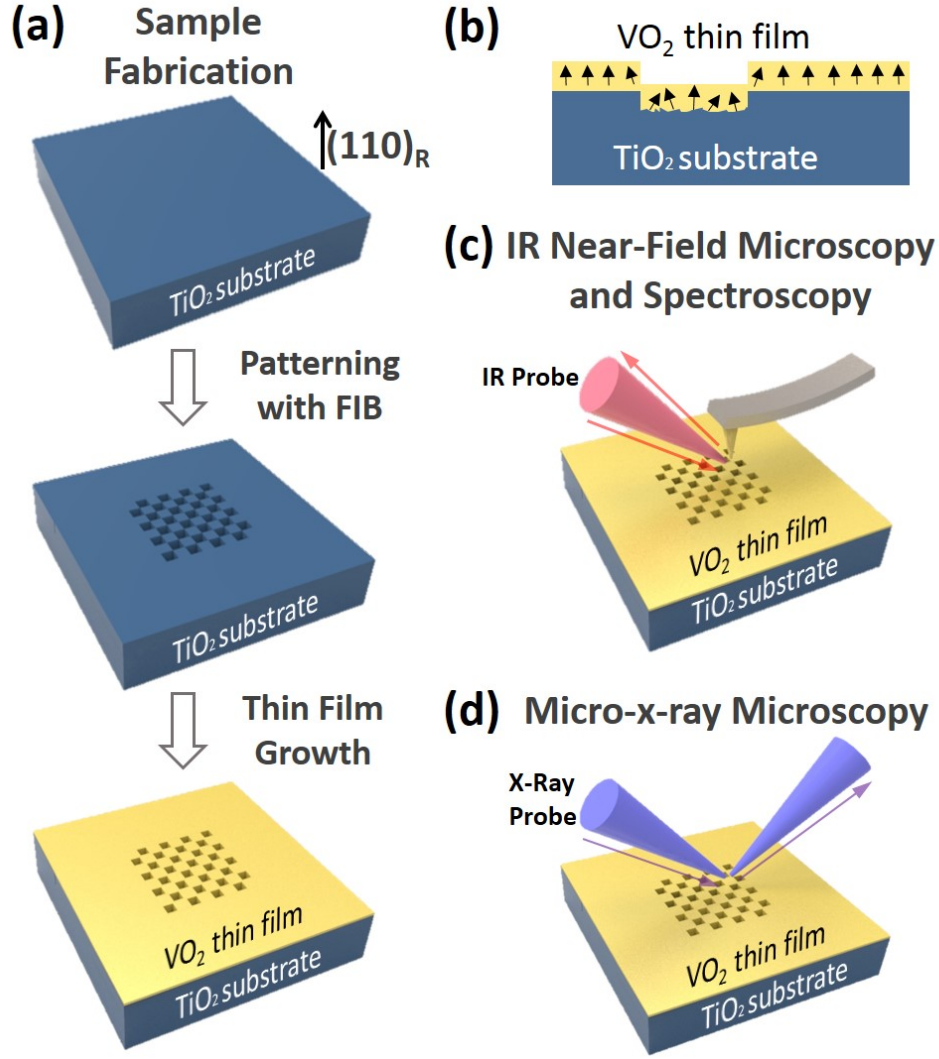 (a)
Sample
Fabrication
(110)R
TiO2 substrate
Patterning
with FIB
TiO2 substrate
Thin Film
Growth
VO2 thin film
TiO2 substrate
(b)
VO2 thin film
TiO2 substrate
(c) IR Near-Field Microscopy
and Spectroscopy
IR Probe
VO2 thin film
TiO2 substrate
(d) Micro-x-ray Microscopy
X-Ray
Probe
VO2 thin film
TiO2 substrate